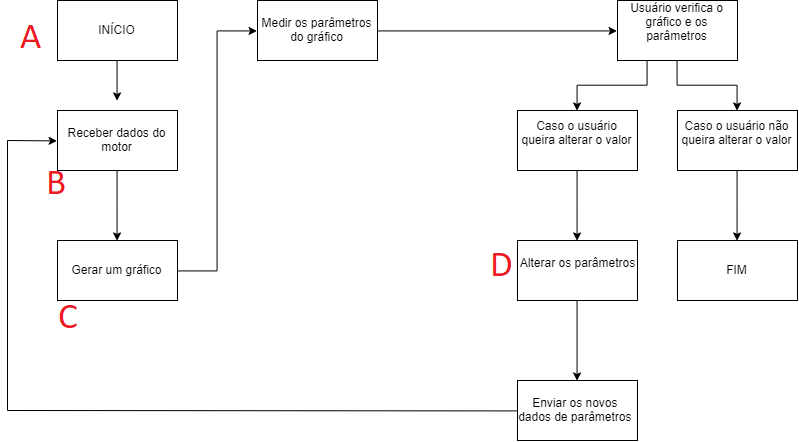 A
INÍCIO
Medir os parâmetros
do gráfico
Usuário verifica o
gráfico e os
parâmetros
Receber dados do
motor
B
Caso o usuário
queira alterar o valor
Caso o usuário não
queira alterar o valor
Gerar um gráfico
C
D
Alterar os parâmetros
FIM
Enviar os novos
dados de parâmetros